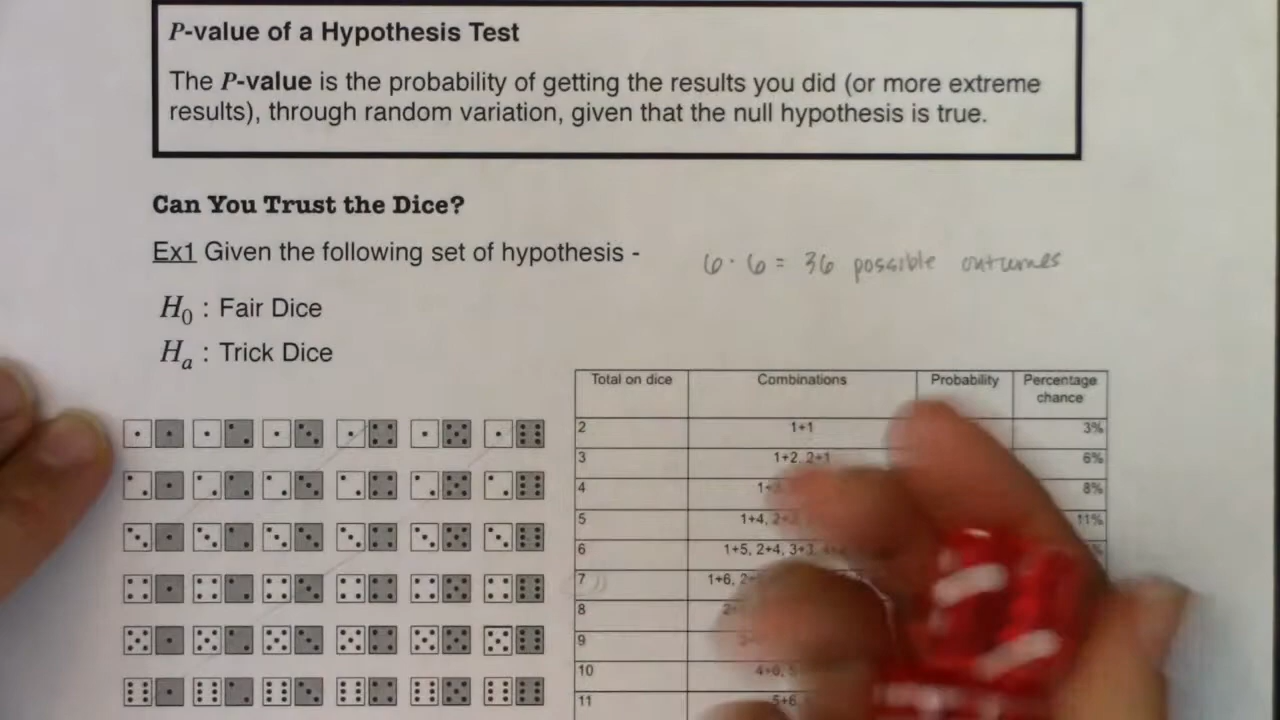 P-value of a Hypothesis Test
The P-value is the probability of getting the results you did (or more extreme
results), through random variation, given that the null hypothesis is true.
Can You Trust the Dice?
Ex1 Given the following set of hypothesis -
6 · 6 = 36 possible outcomes
H0 : Fair Dice
Ha : Trick Dice
Total on dice Combinations Probability Percentage chance
2 1+1 3%
3 1+2, 2+1 6%
4 8%
5 1+4, 11%
6 1+5, 2+4, 3+3,
7 1+6,
8
9
10
11 5+6,